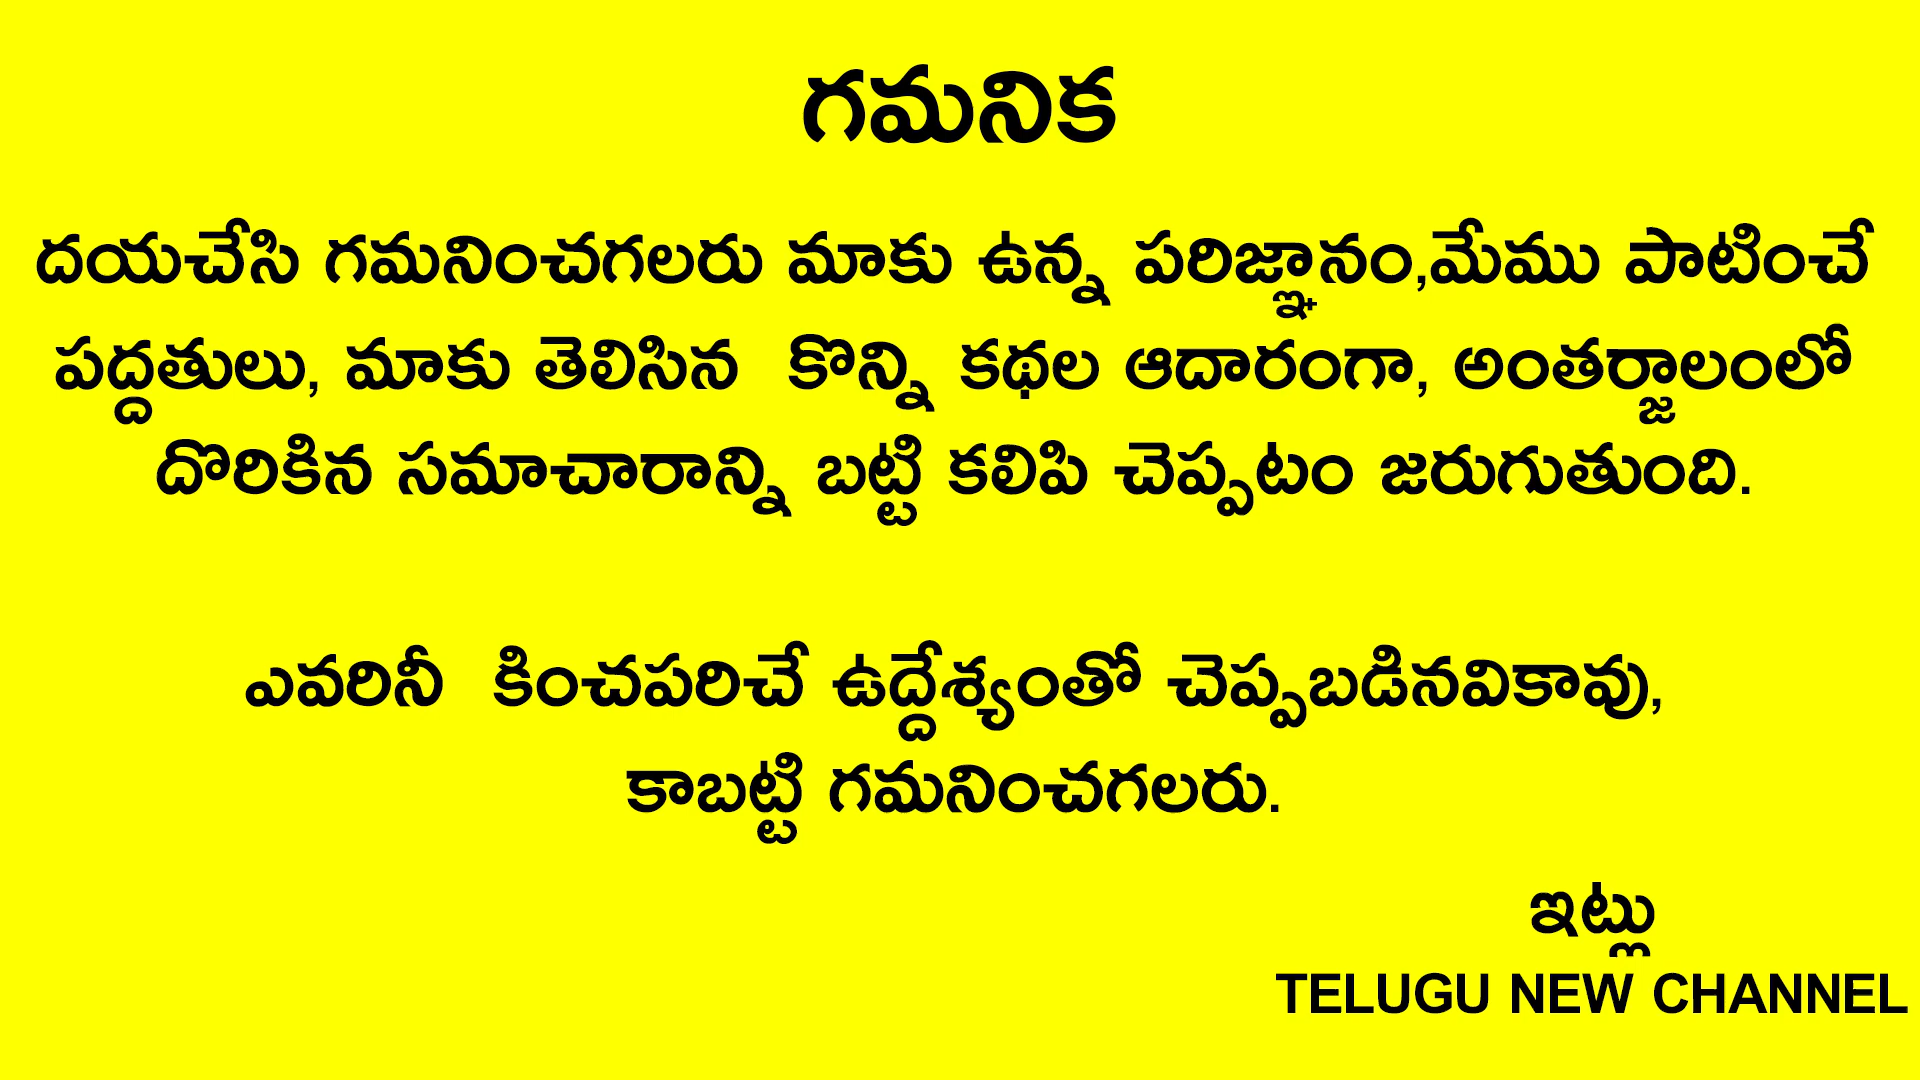 గమనిక
దయచేసి గమనించగలరు మాకు ఉన్న పరిజ్ఞానం,మేము పాటించే
పద్దతులు, మాకు తెలిసిన కొన్ని కథల ఆదారంగా, అంతర్జాలంలో
దొరికిన సమాచారాన్ని బట్టి కలిపి చెప్పటం జరుగుతుంది.
ఎవరినీ కించపరిచే ఉద్దేశ్యంతో చెప్పబడినవికావు,
కాబట్టి గమనించగలరు.
ఇట్లు
TELUGU NEW CHANNEL